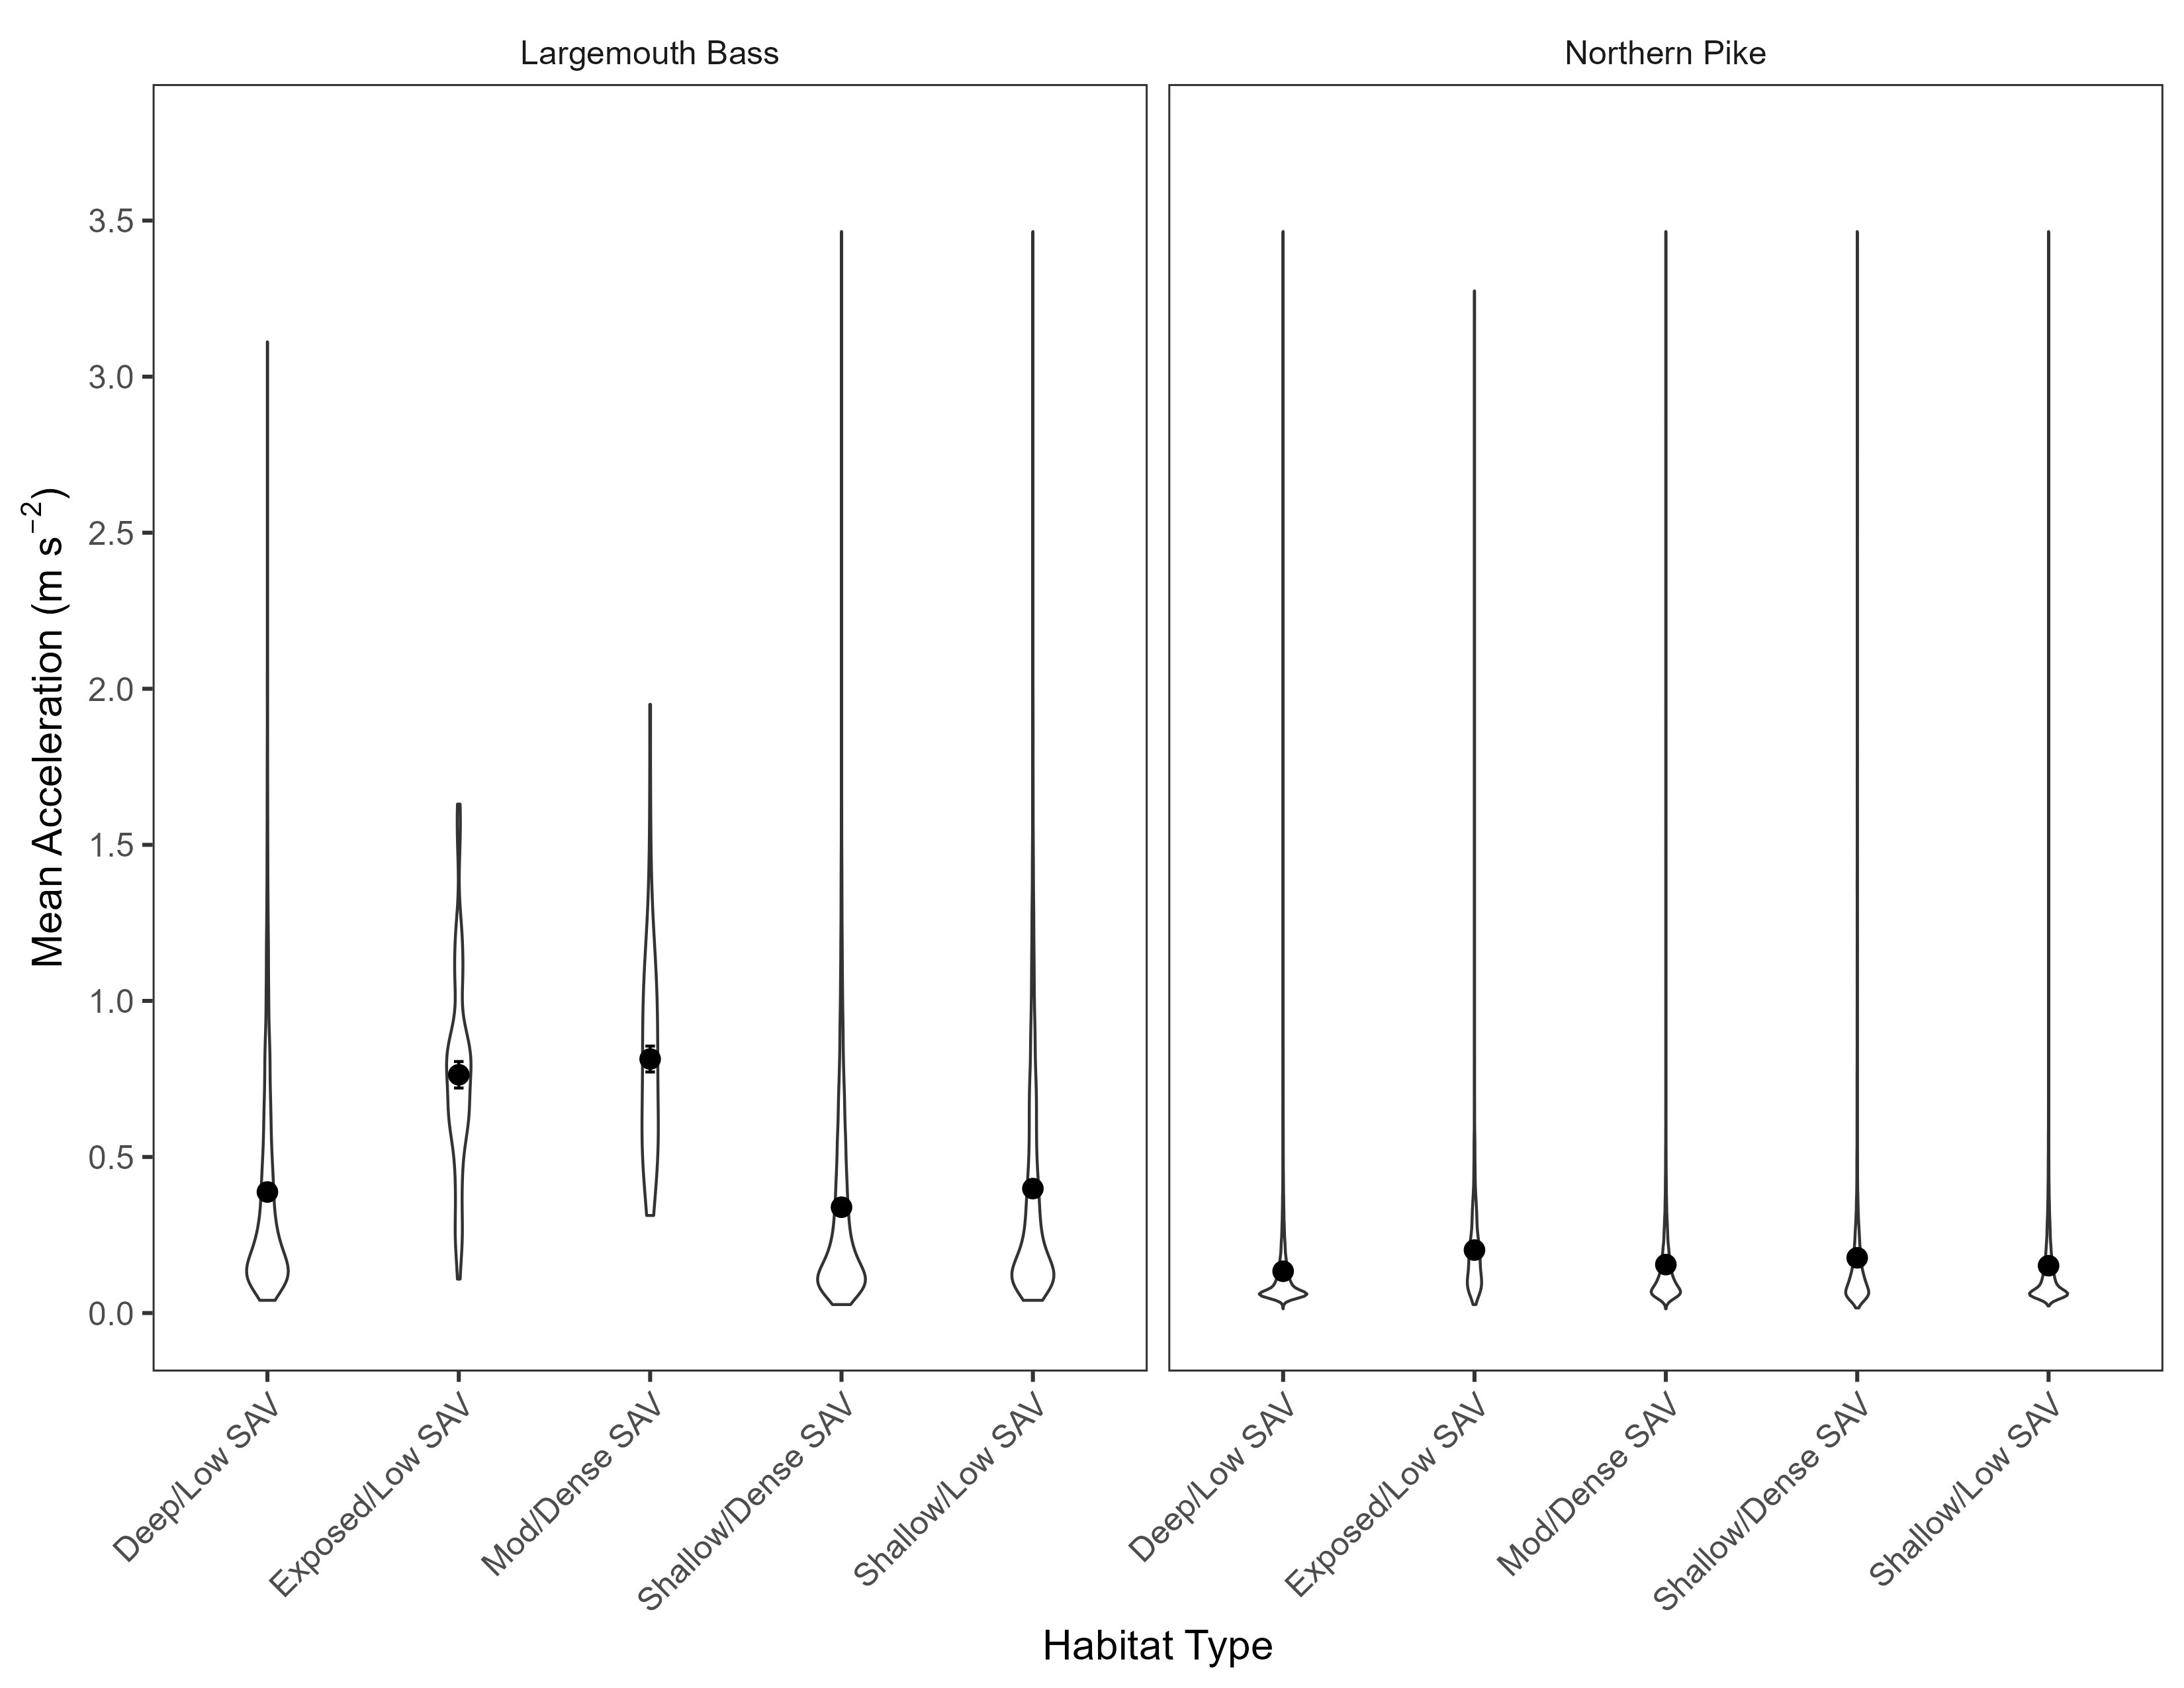 Largemouth Bass
Northern Pike
Mean Acceleration (m s⁻²)
3.5
3.0
2.5
2.0
1.5
1.0
0.5
0.0
Deep/Low SAV
Exposed/Low SAV
Mod/Dense SAV
Shallow/Dense SAV
Shallow/Low SAV
Deep/Low SAV
Exposed/Low SAV
Mod/Dense SAV
Shallow/Dense SAV
Shallow/Low SAV
Habitat Type